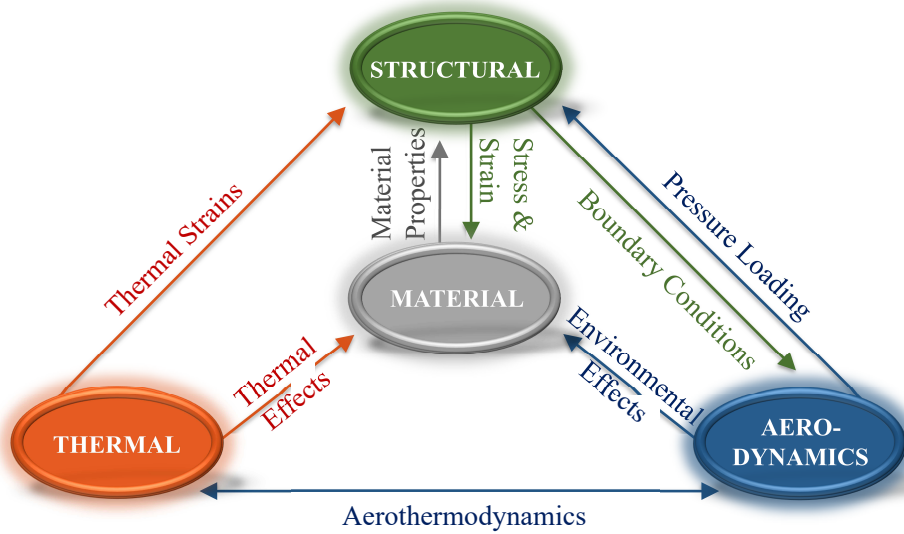 STRUCTURAL
Material
Properties
Stress &
Strain
Thermal Strains
Pressure Loading
Boundary Conditions
MATERIAL
Thermal
Effects
Environmental
Effects
THERMAL
AERO-
DYNAMICS
Aerothermodynamics